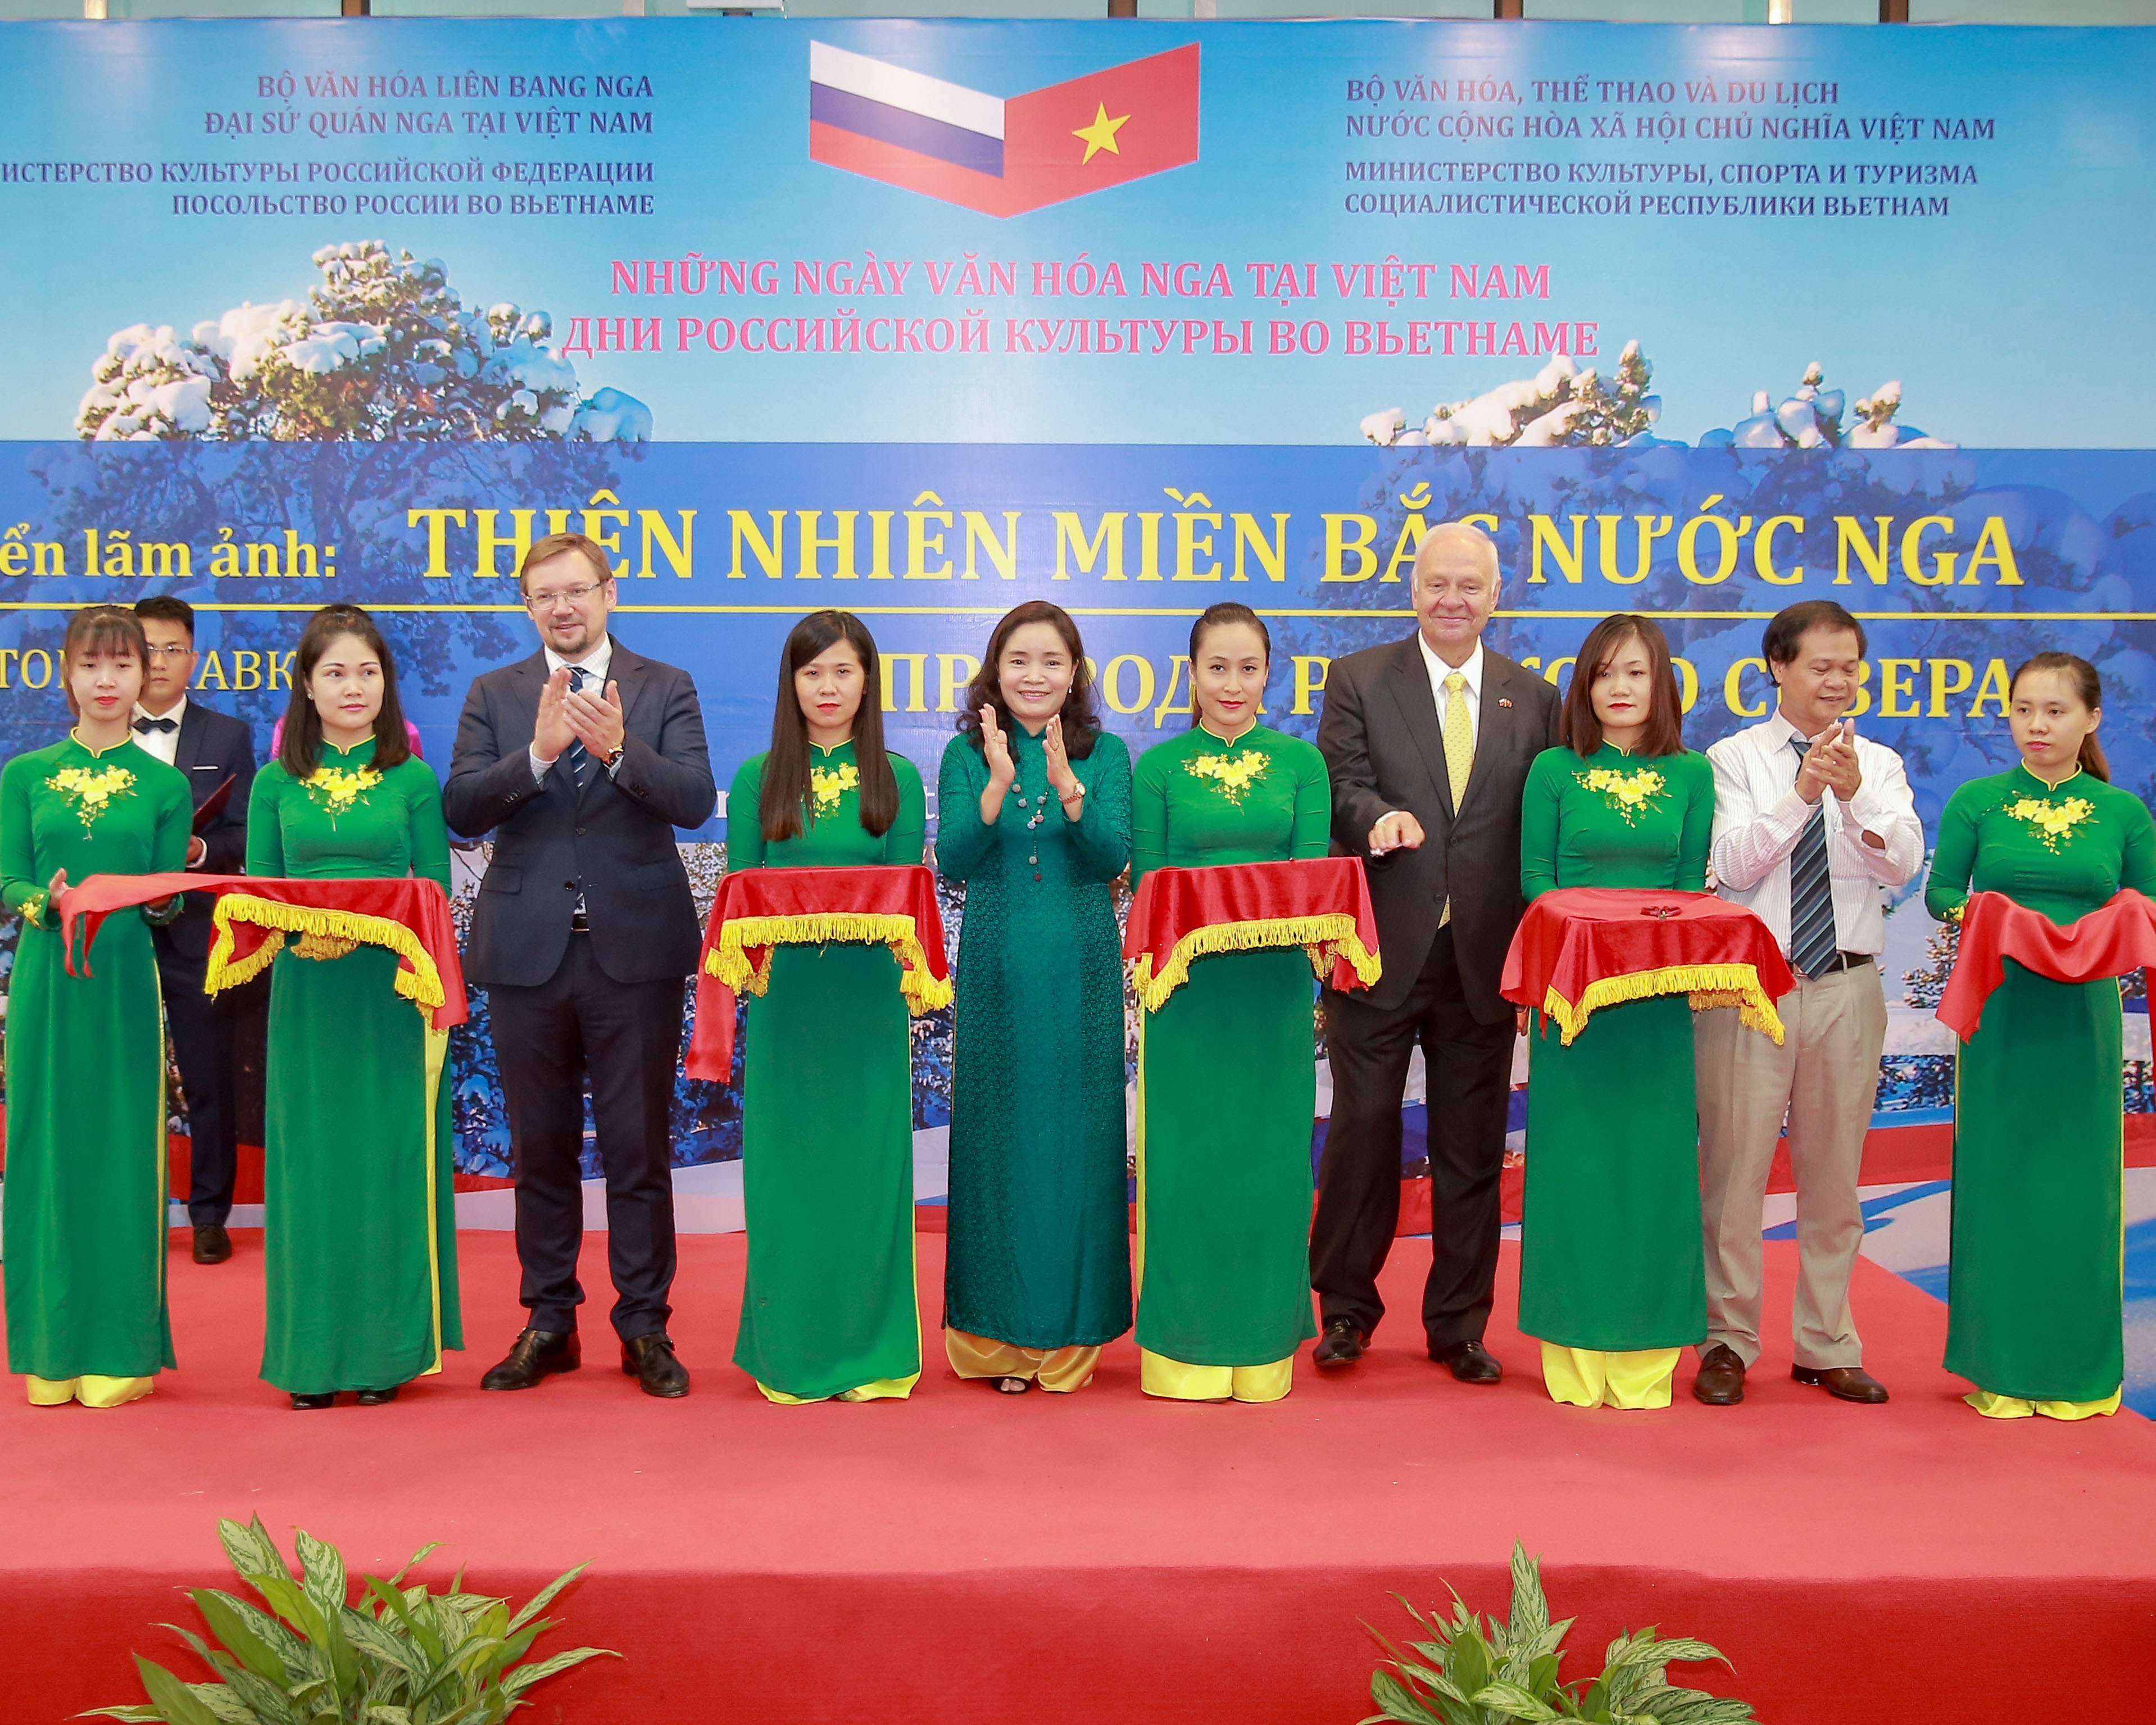 BỘ VĂN HÓA LIÊN BANG NGA
ĐẠI SỨ QUÁN NGA TẠI VIỆT NAM
ИСТЕРСТВО КУЛЬТУРЫ РОССИЙСКОЙ ФЕДЕРАЦИИ
ПОСОЛЬСТВО РОССИИ ВО ВЬЕТНАМЕ
BỘ VĂN HÓA, THỂ THAO VÀ DU LỊCH
NƯỚC CỘNG HÒA XÃ HỘI CHỦ NGHĨA VIỆT NAM
МИНИСТЕРСТВО КУЛЬТУРЫ, СПОРТА И ТУРИЗМА
СОЦИАЛИСТИЧЕСКОЙ РЕСПУБЛИКИ ВЬЕТНАМ
NHỮNG NGÀY VĂN HÓA NGA TẠI VIỆT NAM
ДНИ РОССИЙСКОЙ КУЛЬТУРЫ ВО ВЬЕТНАМЕ
ển lãm ảnh: THIÊN NHIÊN MIỀN BẮC NƯỚC NGA
СЕВЕРА